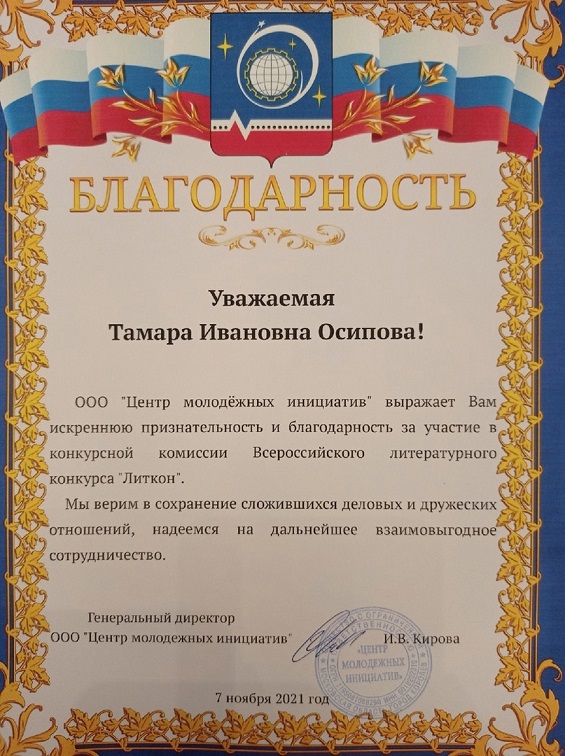 БЛАГОДАРНОСТЬ
Уважаемая
Тамара Ивановна Осипова!
ООО "Центр молодёжных инициатив" выражает Вам
искреннюю признательность и благодарность за участие в
конкурсной комиссии Всероссийского литературного
конкурса "Литкон".
Мы верим в сохранение сложившихся деловых и дружеских
отношений, надеемся на дальнейшее взаимовыгодное
сотрудничество.
Генеральный директор
ООО "Центр молодежных инициатив" И.В. Кирова
«ЦЕНТР
МОЛОДЕЖНЫХ
ИНИЦИАТИВ»
7 ноября 2021 год